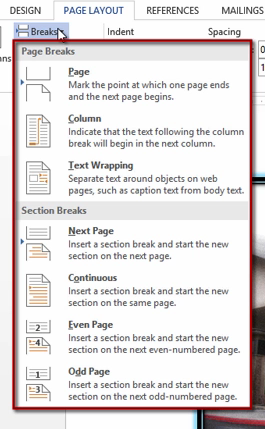 DESIGN PAGE LAYOUT REFERENCES MAILINGS
Breaks Indent Spacing
Page Breaks
Page
Mark the point at which one page ends
and the next page begins.
Column
Indicate that the text following the column
break will begin in the next column.
Text Wrapping
Separate text around objects on web
pages, such as caption text from body text.
Section Breaks
Next Page
Insert a section break and start the new
section on the next page.
Continuous
Insert a section break and start the new
section on the same page.
2
4
Even Page
Insert a section break and start the new
section on the next even-numbered page.
1
3
Odd Page
Insert a section break and start the new
section on the next odd-numbered page.